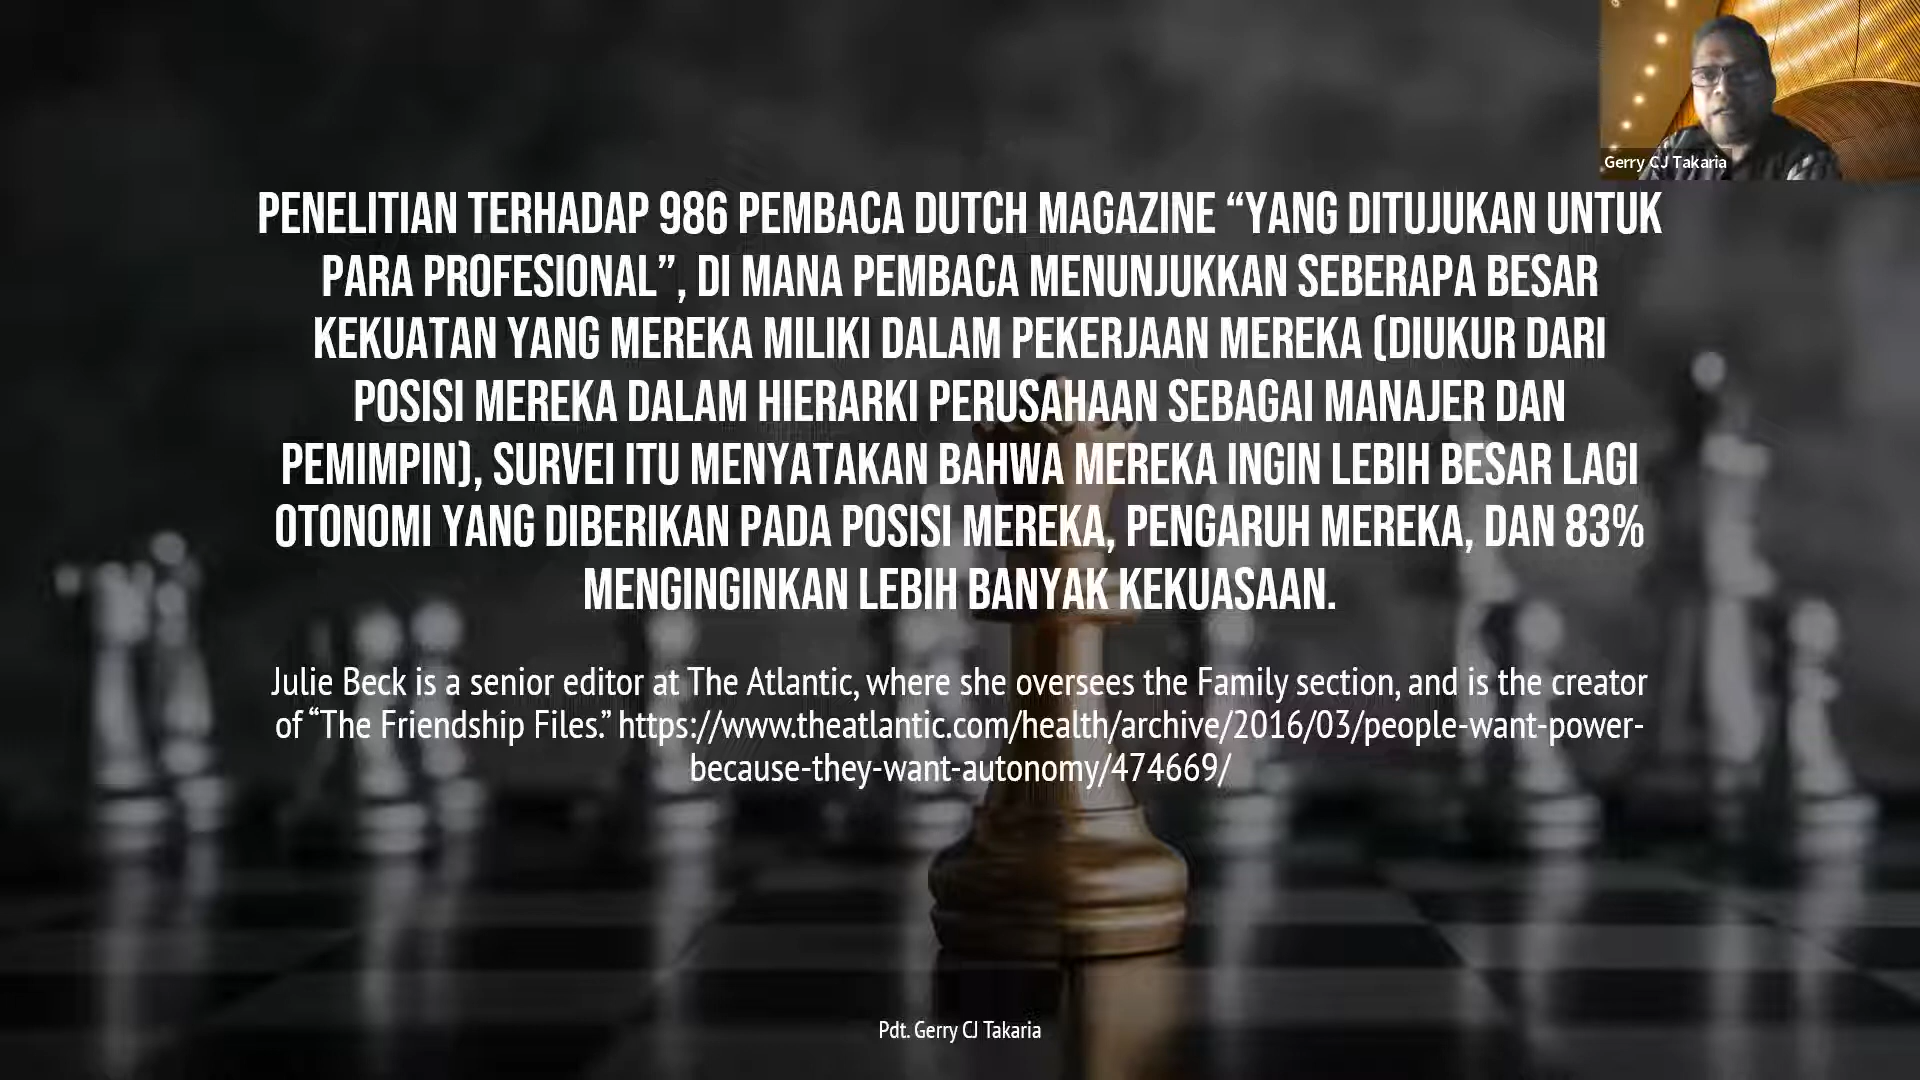 Gerry CJ Takaria
PENELITIAN TERHADAP 986 PEMBACA DUTCH MAGAZINE “YANG DITUJUKAN UNTUK
PARA PROFESIONAL”, DI MANA PEMBACA MENUNJUKKAN SEBERAPA BESAR
KEKUATAN YANG MEREKA MILIKI DALAM PEKERJAAN MEREKA (DIUKUR DARI
POSISI MEREKA DALAM HIERARKI PERUSAHAAN SEBAGAI MANAJER DAN
PEMIMPIN), SURVEI ITU MENYATAKAN BAHWA MEREKA INGIN LEBIH BESAR LAGI
OTONOMI YANG DIBERIKAN PADA POSISI MEREKA, PENGARUH MEREKA, DAN 83%
MENGINGINKAN LEBIH BANYAK KEKUASAAN.
Julie Beck is a senior editor at The Atlantic, where she oversees the Family section, and is the creator
of “The Friendship Files.” https://www.theatlantic.com/health/archive/2016/03/people-want-power-
because-they-want-autonomy/474669/
Pdt. Gerry CJ Takaria